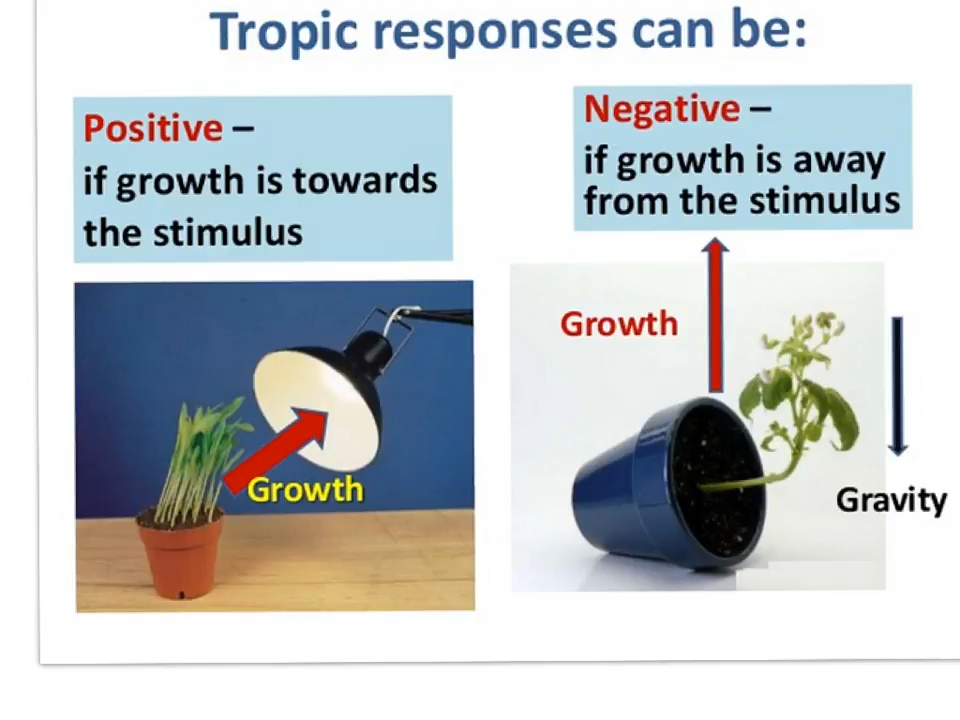 Tropic responses can be:
Positive –
if growth is towards
the stimulus
Negative –
if growth is away
from the stimulus
Growth
Growth
Gravity